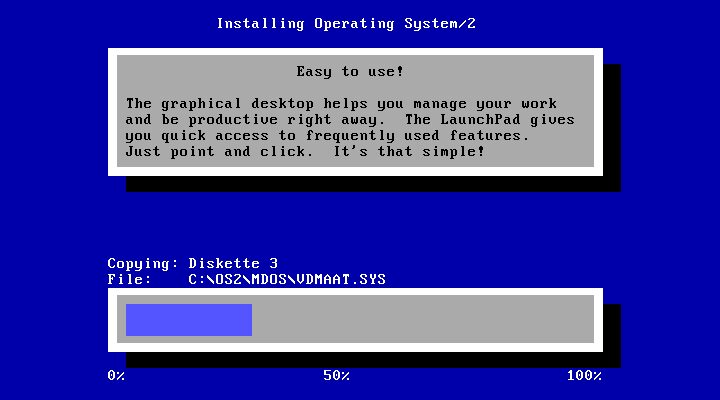 Installing Operating System/2
Easy to use!
The graphical desktop helps you manage your work
and be productive right away.  The LaunchPad gives
you quick access to frequently used features.
Just point and click.  It's that simple!
Copying: Diskette 3
File:    C:\OS2\MDOS\VDMAAT.SYS
0% 50% 100%